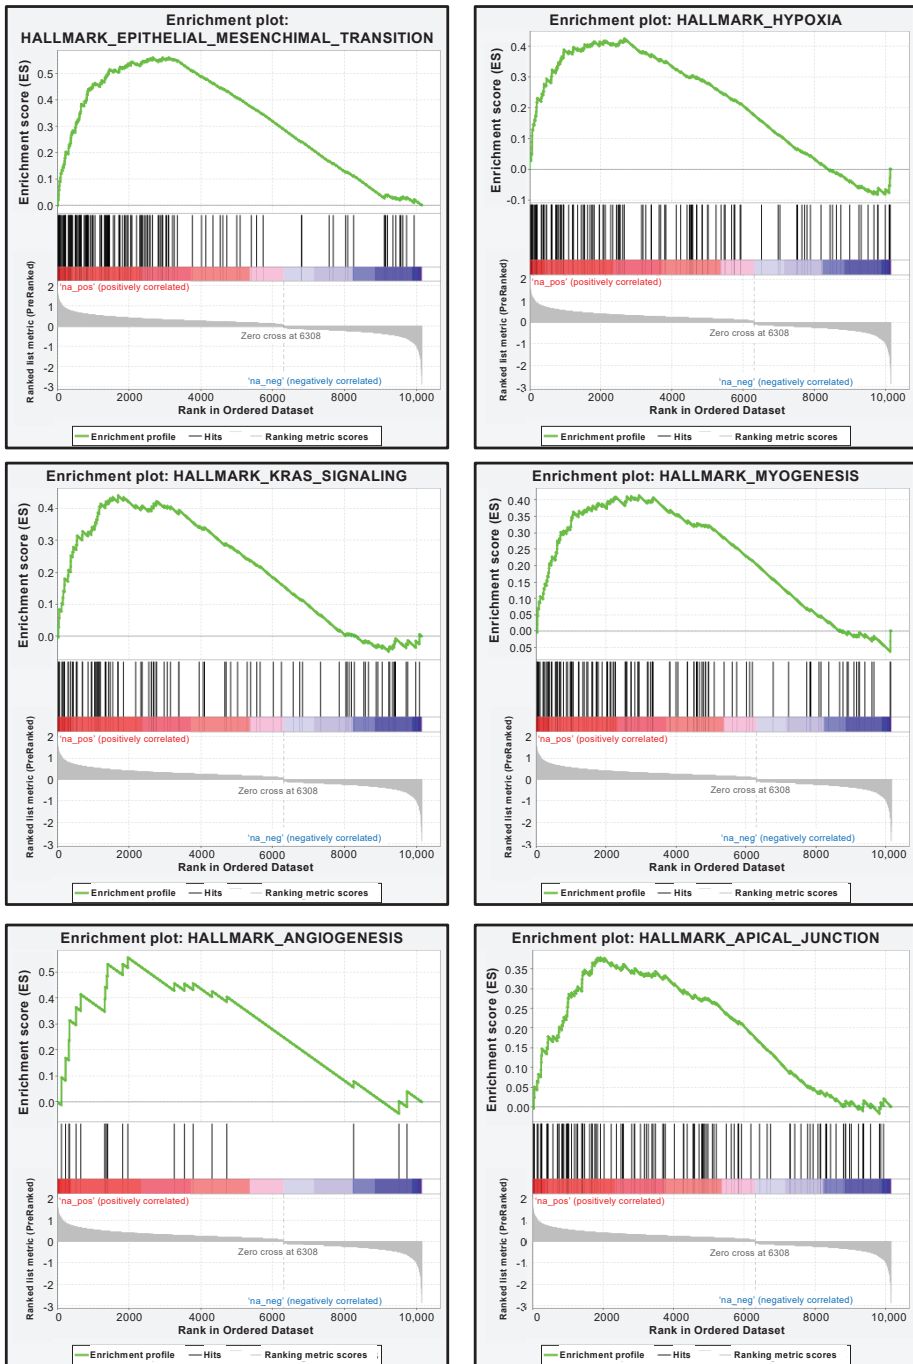 Enrichment plot:
HALLMARK_EPITHELIAL_MESENCHIMAL_TRANSITION
Enrichment score (ES)
0.5
0.4
0.3
0.2
0.1
0.0
Ranked list metric (PreRanked)
'na_pos' (positively correlated)
2
1
0
-1
-2
-3
Zero cross at 6308
'na_neg' (negatively correlated)
0 2000 4000 6000 8000 10,000
Rank in Ordered Dataset
Enrichment profile Hits Ranking metric scores
Enrichment plot: HALLMARK_HYPOXIA
Enrichment score (ES)
0.4
0.3
0.2
0.1
0.0
-0.1
Ranked list metric (PreRanked)
'na_pos' (positively correlated)
2
1
0
-1
-2
-3
Zero cross at 6308
'na_neg' (negatively correlated)
0 2000 4000 6000 8000 10,000
Rank in Ordered Dataset
Enrichment profile Hits Ranking metric scores
Enrichment plot: HALLMARK_KRAS_SIGNALING
Enrichment score (ES)
0.4
0.3
0.2
0.1
0.0
Ranked list metric (PreRanked)
2
'na_pos' (positively correlated)
1
0
-1
-2
-3
Zero cross at 6308
'na_neg' (negatively correlated)
0 2000 4000 6000 8000 10,000
Rank in Ordered Dataset
Enrichment profile Hits Ranking metric scores
Enrichment plot: HALLMARK_MYOGENESIS
Enrichment score (ES)
0.40
0.35
0.30
0.25
0.20
0.15
0.10
0.05
0.00
0.05
Ranked list metric (PreRanked)
2
'na_pos' (positively correlated)
1
0
-1
-2
-3
Zero cross at 6308
'na_neg' (negatively correlated)
0 2000 4000 6000 8000 10,000
Rank in Ordered Dataset
Enrichment profile Hits Ranking metric scores
Enrichment plot: HALLMARK_ANGIOGENESIS
Enrichment score (ES)
0.5
0.4
0.3
0.2
0.1
0.0
Ranked list metric (PreRanked)
2
'na_pos' (positively correlated)
1
0
-1
-2
-3
Zero cross at 6308
'na_neg' (negatively correlated)
0 2000 4000 6000 8000 10,000
Rank in Ordered Dataset
Enrichment profile Hits Ranking metric scores
Enrichment plot: HALLMARK_APICAL_JUNCTION
Enrichment score (ES)
0.35
0.30
0.25
0.20
0.15
0.10
0.05
0.00
Ranked list metric (PreRanked)
2
'na_pos' (positively correlated)
1
0
-1
-2
-3
Zero cross at 6308
'na_neg' (negatively correlated)
0 2000 4000 6000 8000 10,000
Rank in Ordered Dataset
Enrichment profile Hits Ranking metric scores